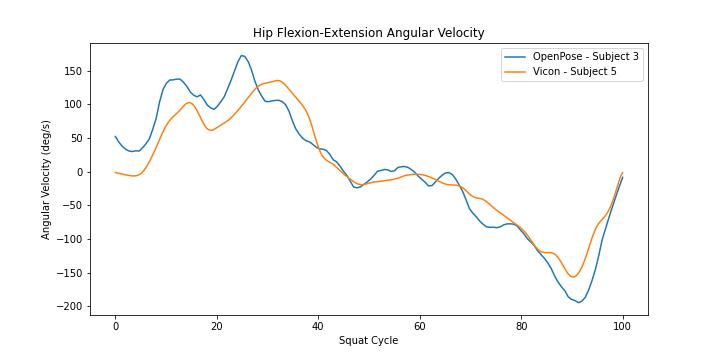 Hip Flexion-Extension Angular Velocity
OpenPose - Subject 3
Vicon - Subject 5
Angular Velocity (deg/s)
150
100
50
0
−50
−100
−150
−200
0 20 40 60 80 100
Squat Cycle